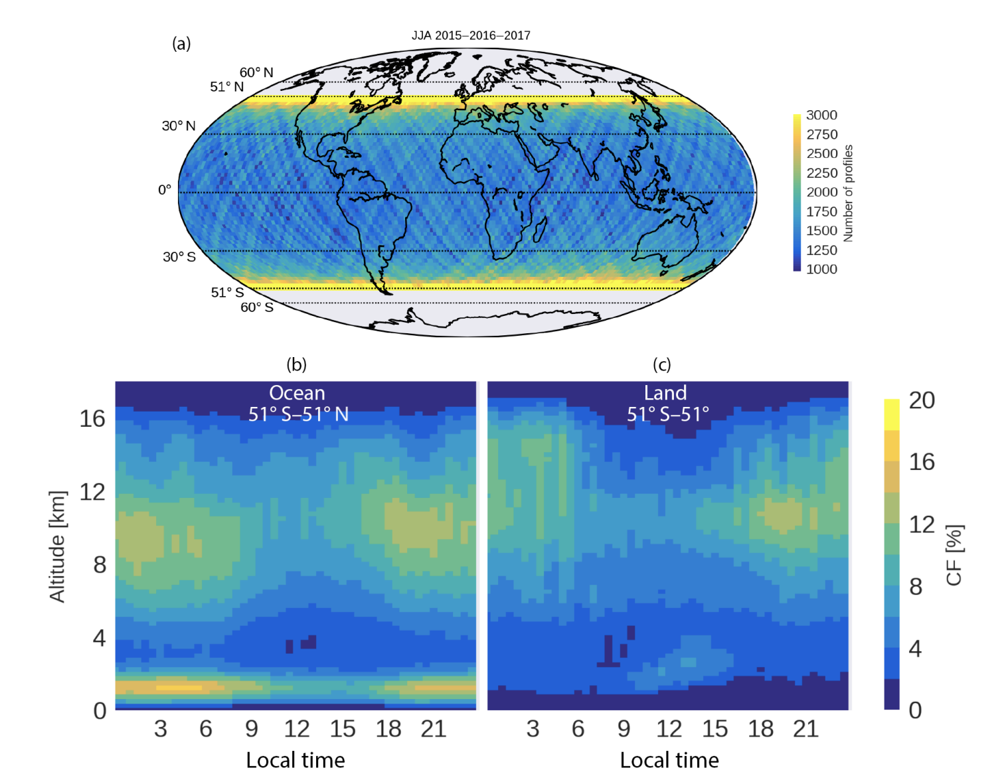 JJA 2015–2016–2017
(a)
60° N
51° N
30° N
0°
30° S
51° S
60° S
3000
2750
2500
2250
2000
1750
1500
1250
1000
Number of profiles
(b)
(c)
Ocean
51° S–51° N
Land
51° S–51°
16
12
8
4
0
Altitude [km]
3 6 9 12 15 18 21
Local time
3 6 9 12 15 18 21
Local time
20
16
12
8
4
0
CF [%]